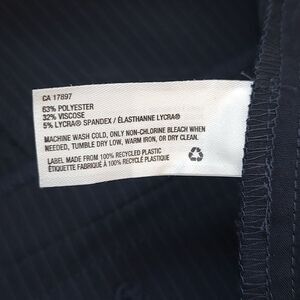 CA 17897
63% POLYESTER
32% VISCOSE
5% LYCRA® SPANDEX / ÉLASTHANNE LYCRA®
MACHINE WASH COLD, ONLY NON-CHLORINE BLEACH WHEN
NEEDED, TUMBLE DRY LOW, WARM IRON, OR DRY CLEAN.
LABEL MADE FROM 100% RECYCLED PLASTIC
ÉTIQUETTE FABRIQUÉE À 100% RECYCLÉ PLASTIQUE